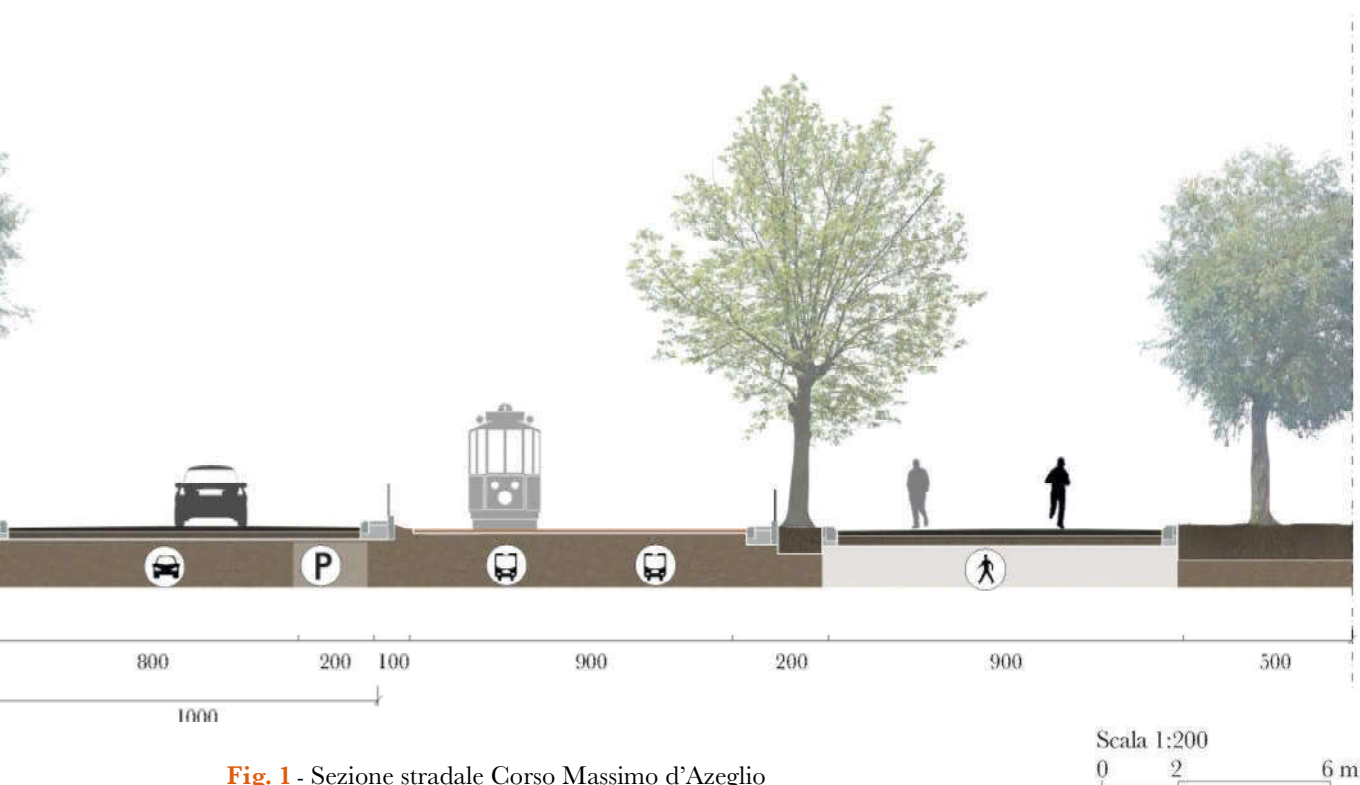 P
800 200 100 900 200 900 500
1000
Scala 1:200
0 2 6 m
Fig. 1 - Sezione stradale Corso Massimo d'Azeglio